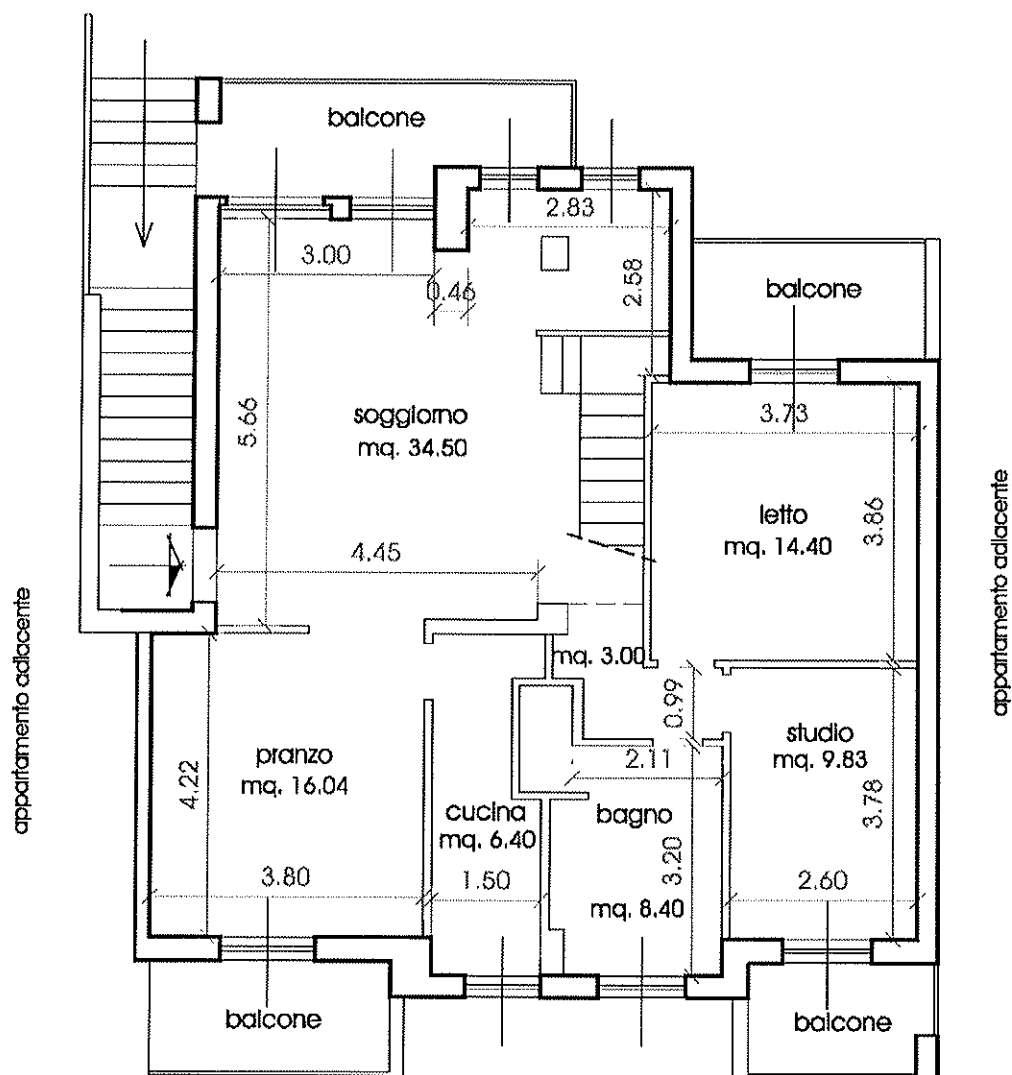 balcone
2.83
3.00
2.58
0.46
balcone
5.66
soggiorno
mq. 34.50
3.73
letto
mq. 14.40
3.86
4.45
appartamento adiacente
appartamento adiacente
mq. 3.00
0.99
pranzo
mq. 16.04
4.22
studio
mq. 9.83
2.11
cucina
mq. 6.40
bagno
3.78
3.20
3.80
1.50
2.60
mq. 8.40
balcone
balcone